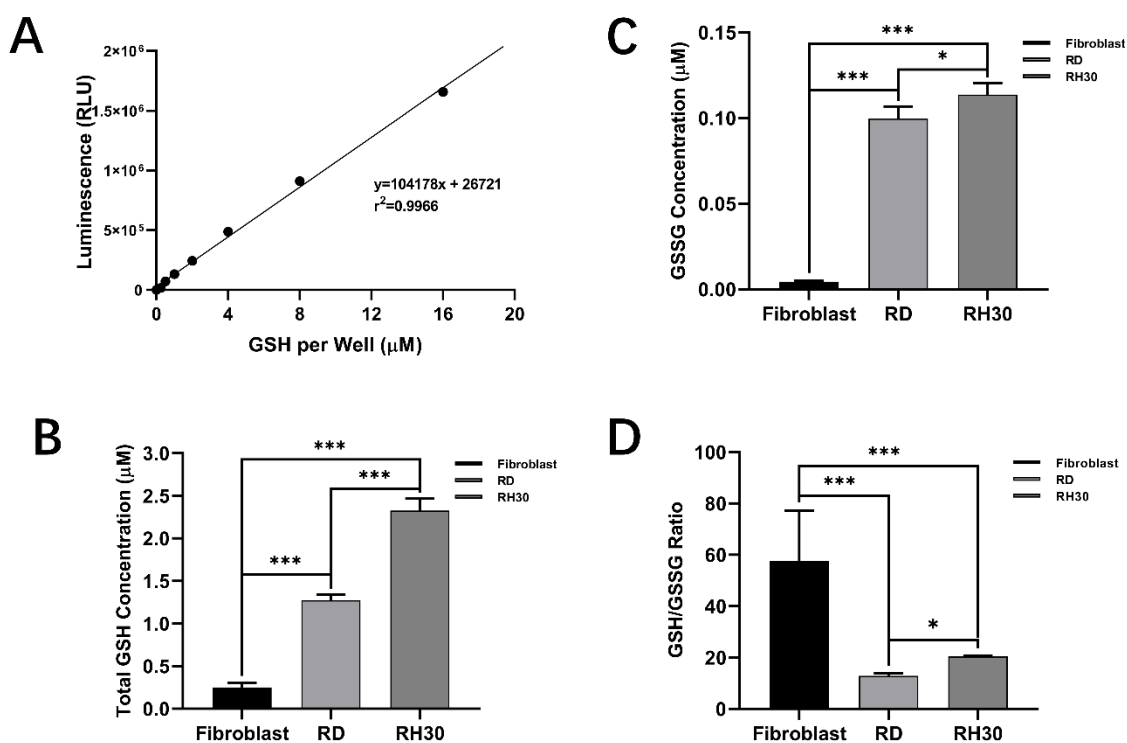 A
2×10⁶
1.5×10⁶
1×10⁶
5×10⁵
0
0
4
8
12
16
20
Luminescence (RLU)
GSH per Well (μM)
y=104178x + 26721
r²=0.9966
B
3.0
2.5
2.0
1.5
1.0
0.5
0.0
Total GSH Concentration (μM)
***
***
***
Fibroblast
RD
RH30
Fibroblast
RD
RH30
C
0.15
0.10
0.05
0.00
GSSG Concentration (μM)
***
***
*
Fibroblast
RD
RH30
Fibroblast
RD
RH30
D
100
80
60
40
20
0
GSH/GSSG Ratio
***
***
*
Fibroblast
RD
RH30
Fibroblast
RD
RH30